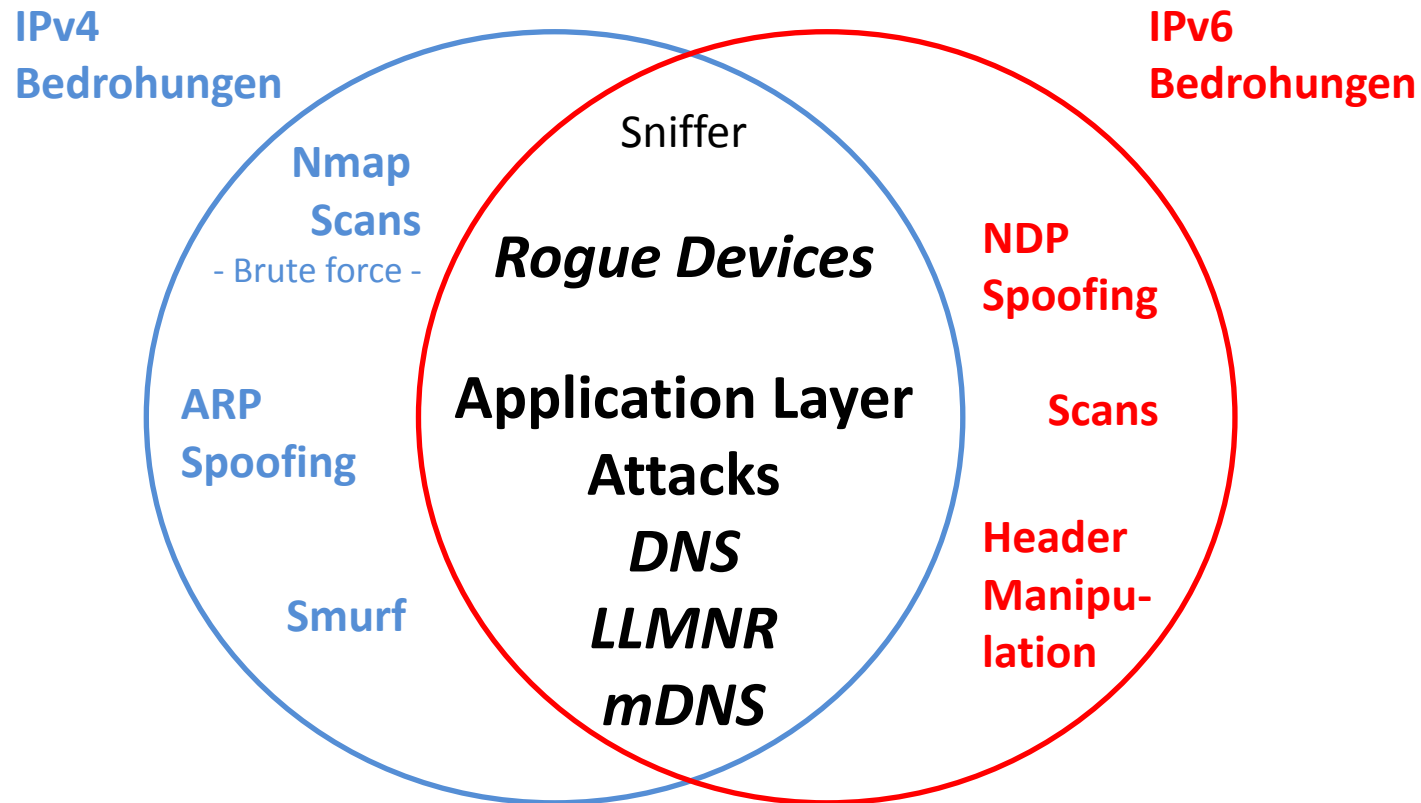 IPv4
Bedrohungen
IPv6
Bedrohungen
Nmap
Scans
- Brute force -
ARP
Spoofing
Smurf
Sniffer
Rogue Devices
Application Layer
Attacks
DNS
LLMNR
mDNS
NDP
Spoofing
Scans
Header
Manipu-
lation